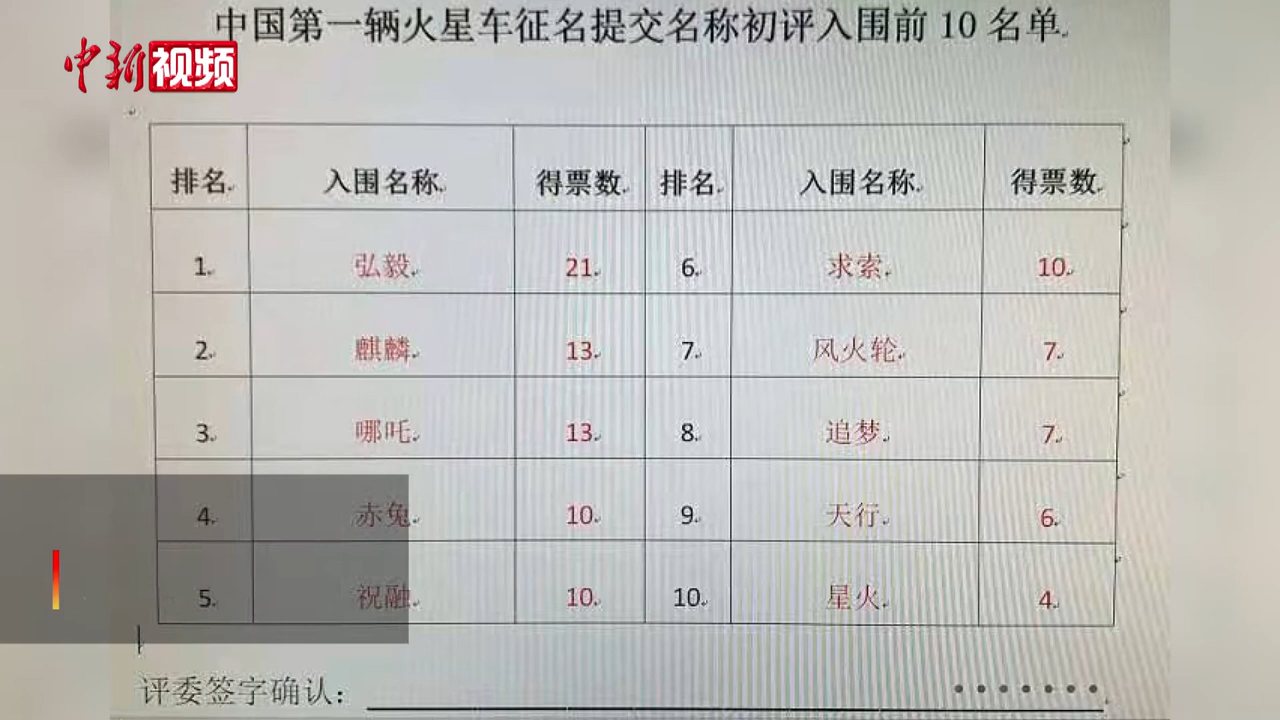 中国第一辆火星车征名提交名称初评入围前 10 名单
中新视频
排名 入围名称 得票数 排名 入围名称 得票数
1 弘毅 21 6 求索 10
2 麒麟 13 7 风火轮 7
3 哪吒 13 8 追梦 7
4 赤兔 10 9 天行 6
5 祝融 10 10 星火 4
评委签字确认：